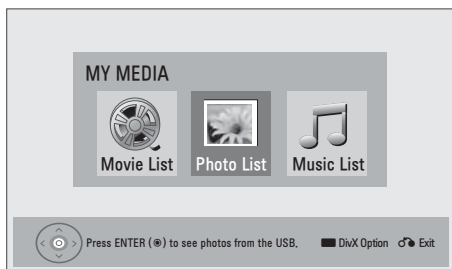 MY MEDIA
Movie List Photo List Music List
Press ENTER (◉) to see photos from the USB. DivX Option Exit